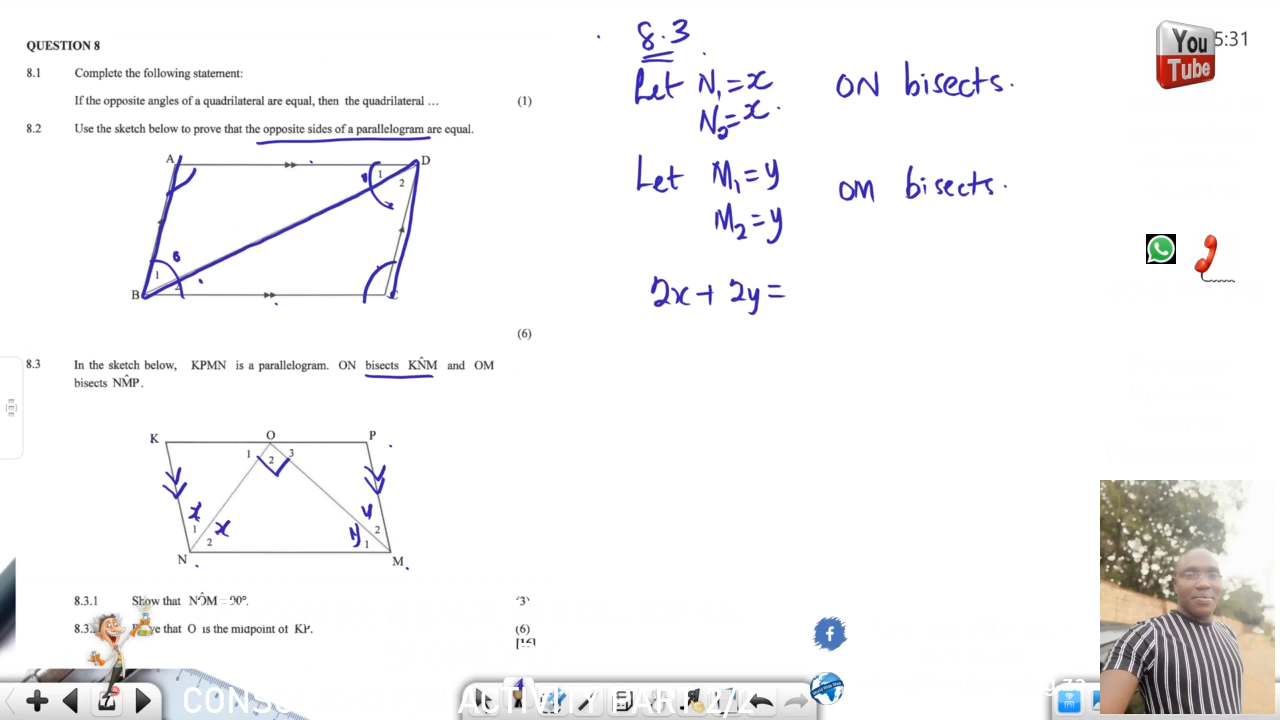 QUESTION 8
8.1 Complete the following statement:
If the opposite angles of a quadrilateral are equal, then the quadrilateral … (1)
8.2 Use the sketch below to prove that the opposite sides of a parallelogram are equal.
A D
1
2
1
B
(6)
8.3 In the sketch below, KPMN is a parallelogram. ON bisects KN̂M and OM
bisects NM̂P.
K O P
1 2 3
x x y y
1 2 1 2
N M
8.3.1 Show that NÔM = 90°. (3)
that O is the midpoint of KP. (6)
[16]
8.3
Let N₁ = x ON bisects.
N₂ = x
Let M₁ = y OM bisects.
M₂ = y
2x + 2y =
You
Tube
5:31
ACTIVITY PART 2/2